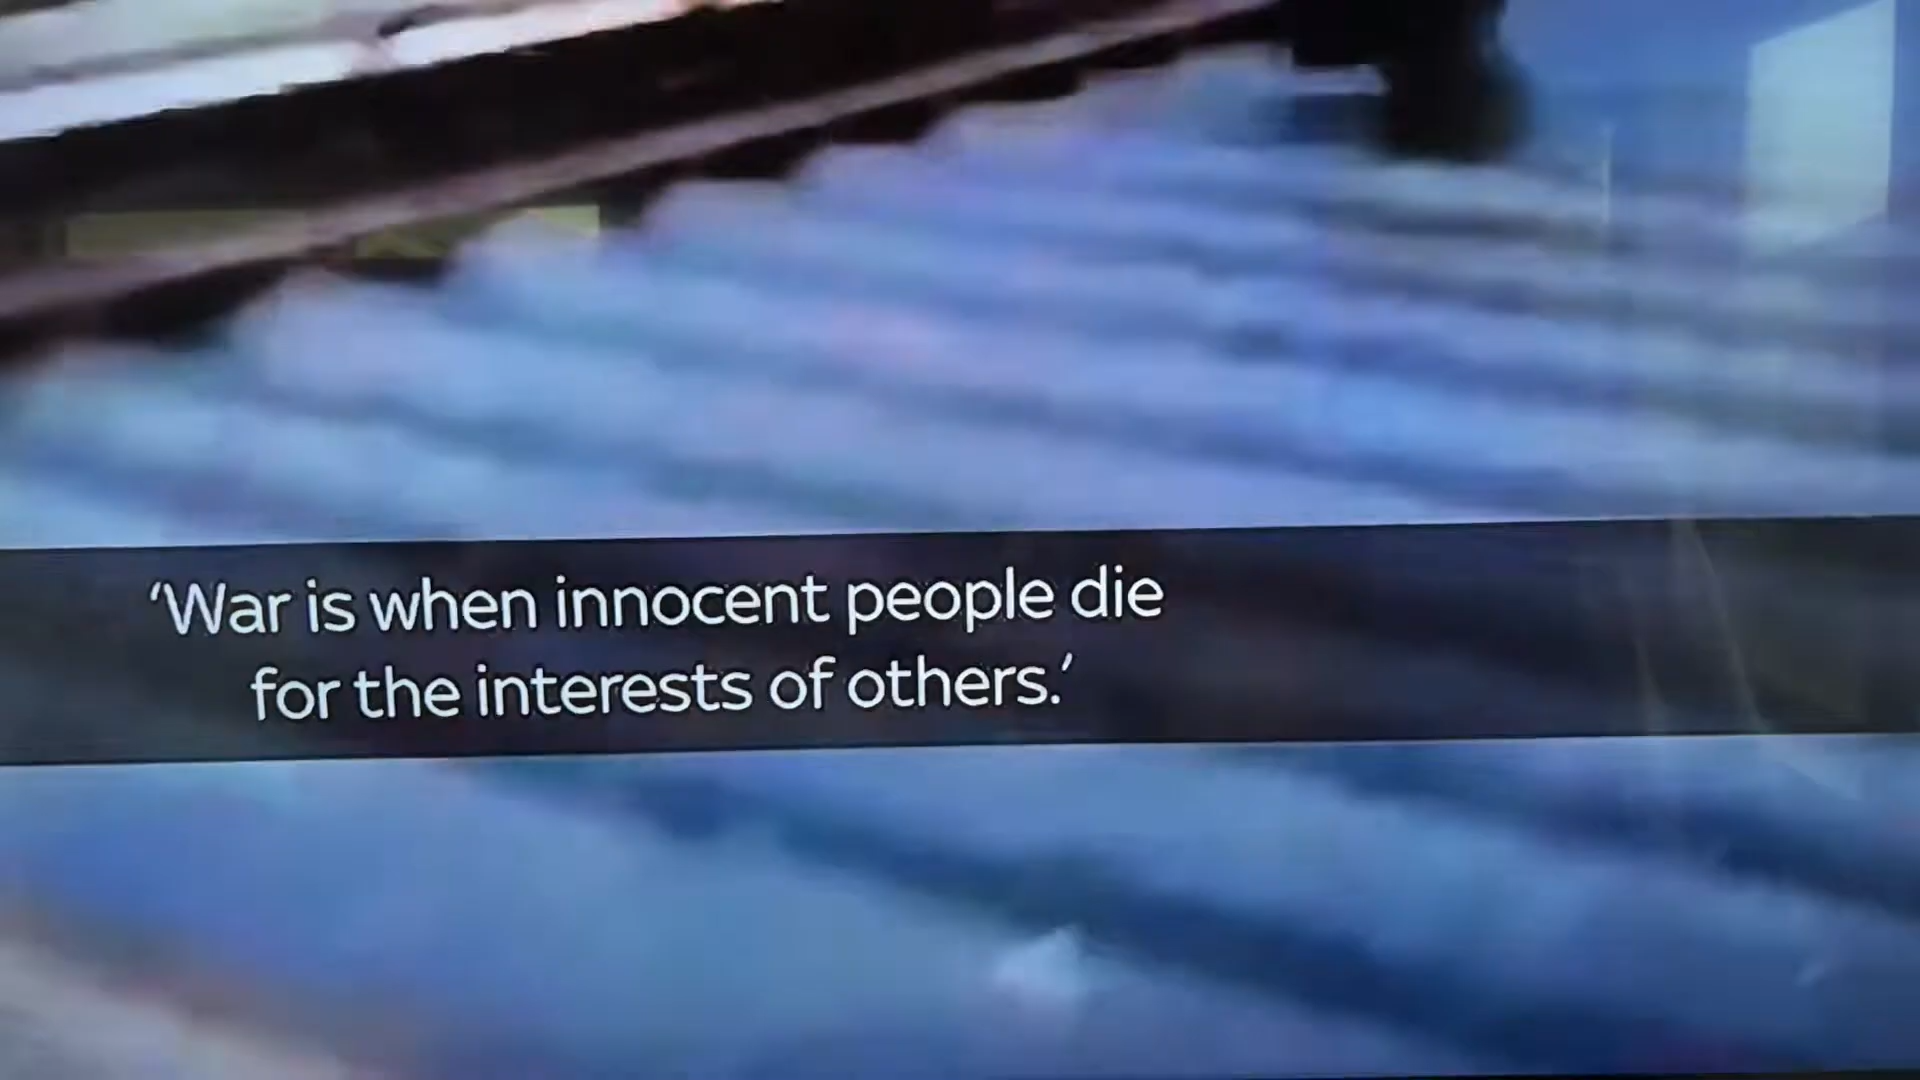 ‘War is when innocent people die
for the interests of others.’